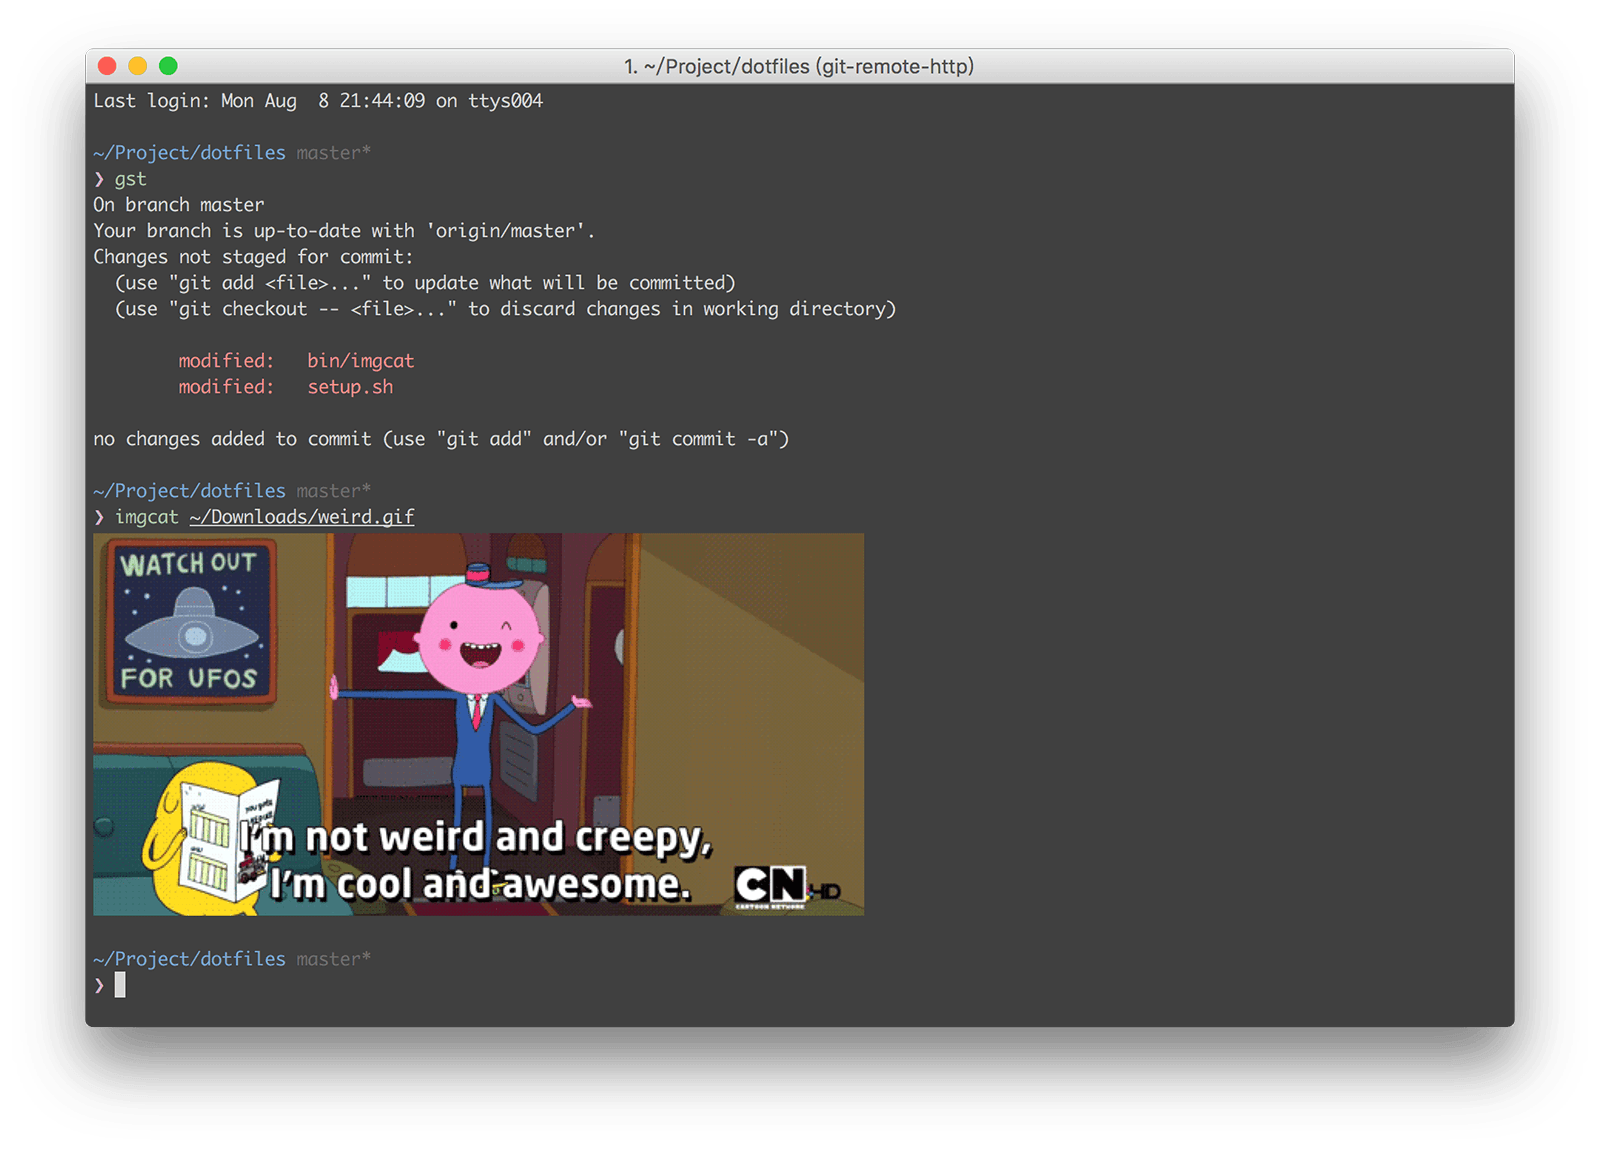 1. ~/Project/dotfiles (git-remote-http)
Last login: Mon Aug  8 21:44:09 on ttys004
~/Project/dotfiles master*
❯ gst
On branch master
Your branch is up-to-date with 'origin/master'.
Changes not staged for commit:
  (use "git add <file>..." to update what will be committed)
  (use "git checkout -- <file>..." to discard changes in working directory)
        modified:   bin/imgcat
        modified:   setup.sh
no changes added to commit (use "git add" and/or "git commit -a")
~/Project/dotfiles master*
❯ imgcat ~/Downloads/weird.gif
WATCH OUT
FOR UFOS
I'm not weird and creepy,
I'm cool and awesome.
CN HD
CARTOON NETWORK
~/Project/dotfiles master*
❯